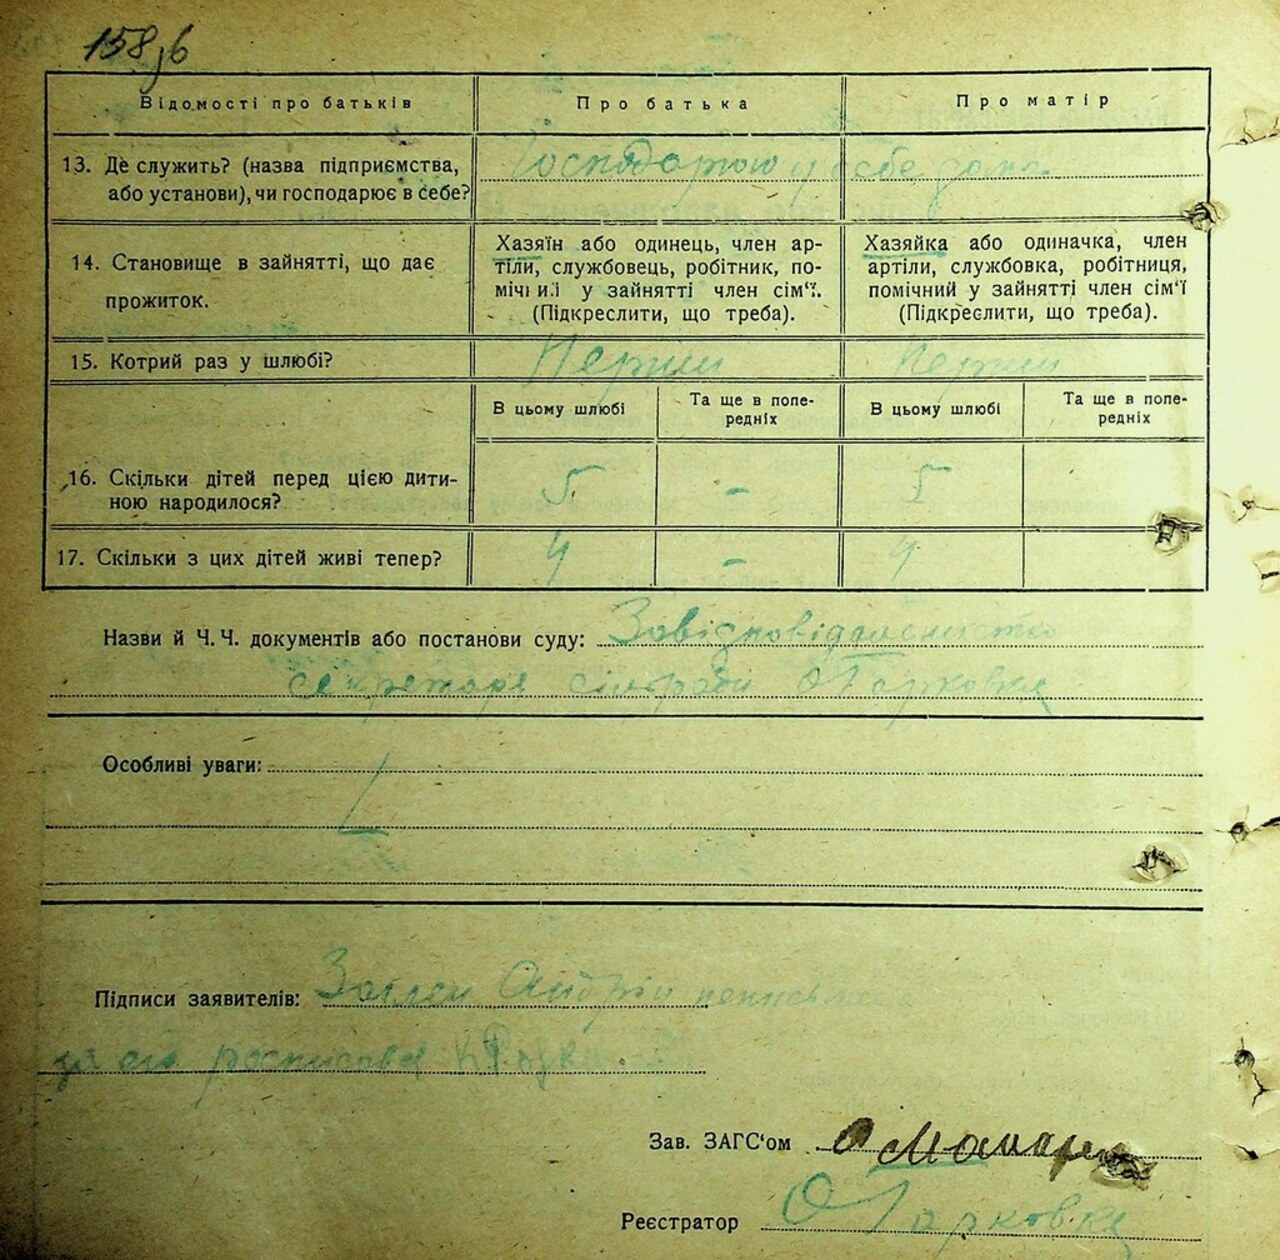 158
Відомості про батьків
Про батька
Про матір
13. Де служить? (назва підприємства,
або установи), чи господарює в себе?
Господарою у себе дома.
14. Становище в зайнятті, що дає
прожиток.
Хазяїн або одинець, член ар-
тіли, службовець, робітник, по-
мічний у зайнятті член сім‘ї.
(Підкреслити, що треба).
Хазяйка або одиначка, член
артіли, службовка, робітниця,
помічний у зайнятті член сім‘ї
(Підкреслити, що треба).
15. Котрий раз у шлюбі?
Перший
Перший
В цьому шлюбі
Та ще в попе-
редніх
В цьому шлюбі
Та ще в попе-
редніх
16. Скільки дітей перед цією дити-
ною народилося?
5
-
5
17. Скільки з цих дітей живі тепер?
4
-
4
Назви й Ч. Ч. документів або постанови суду:
секретаря сільради
Особливі уваги:
Підписи заявителів: Андрій
росписався
Зав. ЗАГС‘ом
Реєстратор